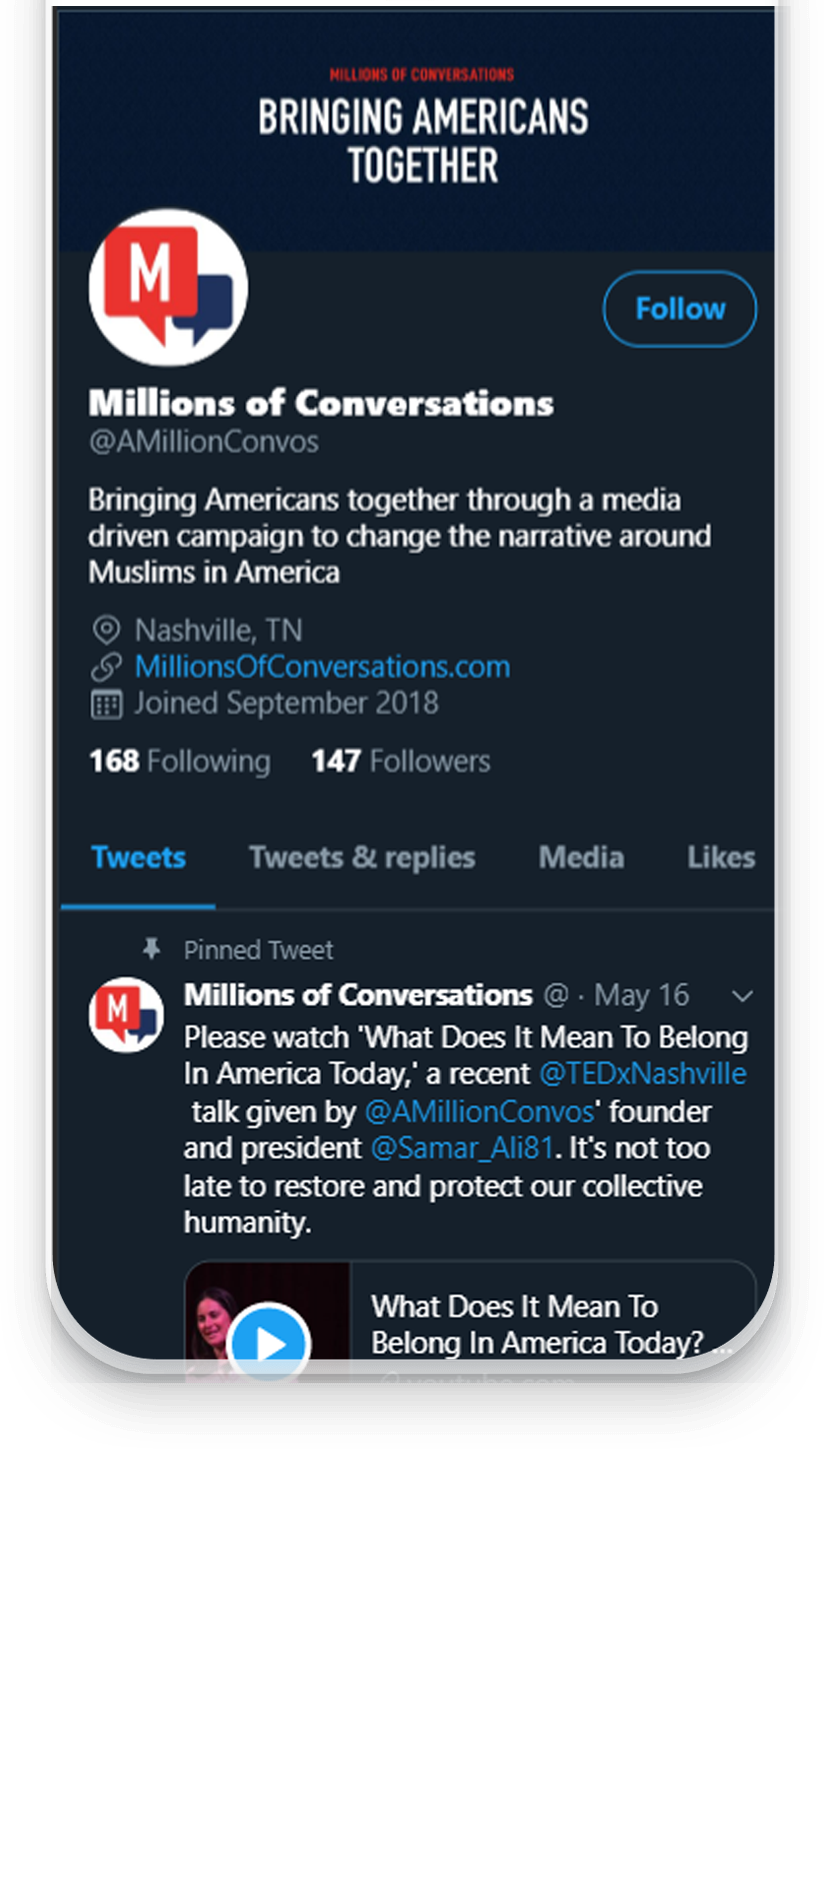 MILLIONS OF CONVERSATIONS
BRINGING AMERICANS
TOGETHER
M
Follow
Millions of Conversations
@AMillionConvos
Bringing Americans together through a media
driven campaign to change the narrative around
Muslims in America
Nashville, TN
MillionsOfConversations.com
Joined September 2018
168 Following 147 Followers
Tweets Tweets & replies Media Likes
Pinned Tweet
M
Millions of Conversations @ · May 16
Please watch 'What Does It Mean To Belong
In America Today,' a recent @TEDxNashville
talk given by @AMillionConvos' founder
and president @Samar_Ali81. It's not too
late to restore and protect our collective
humanity.
What Does It Mean To
Belong In America Today? ...
youtube.com